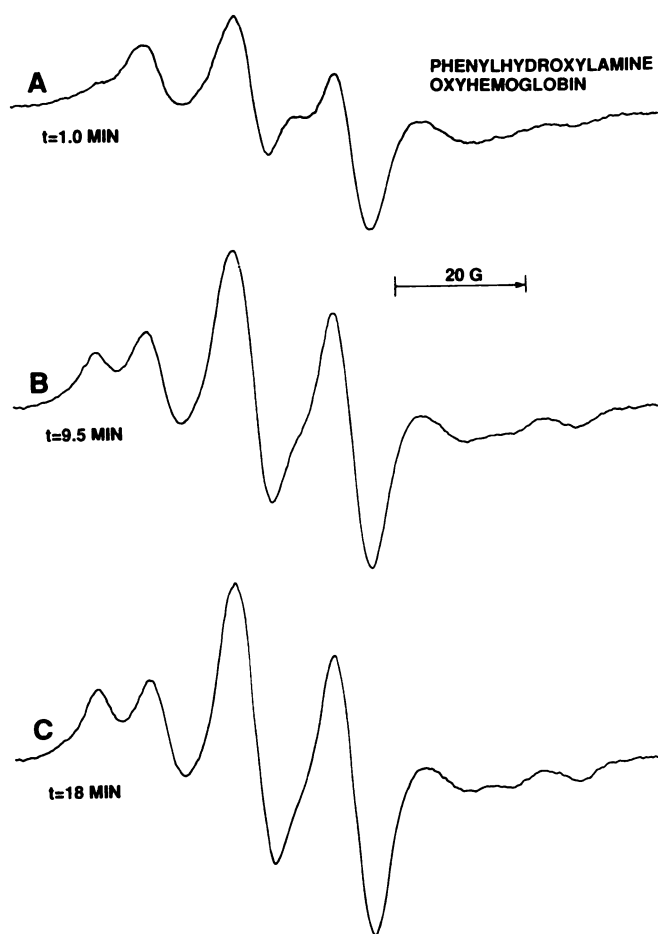 A
PHENYLHYDROXYLAMINE
OXYHEMOGLOBIN
t=1.0 MIN
20 G
B
t=9.5 MIN
C
t=18 MIN